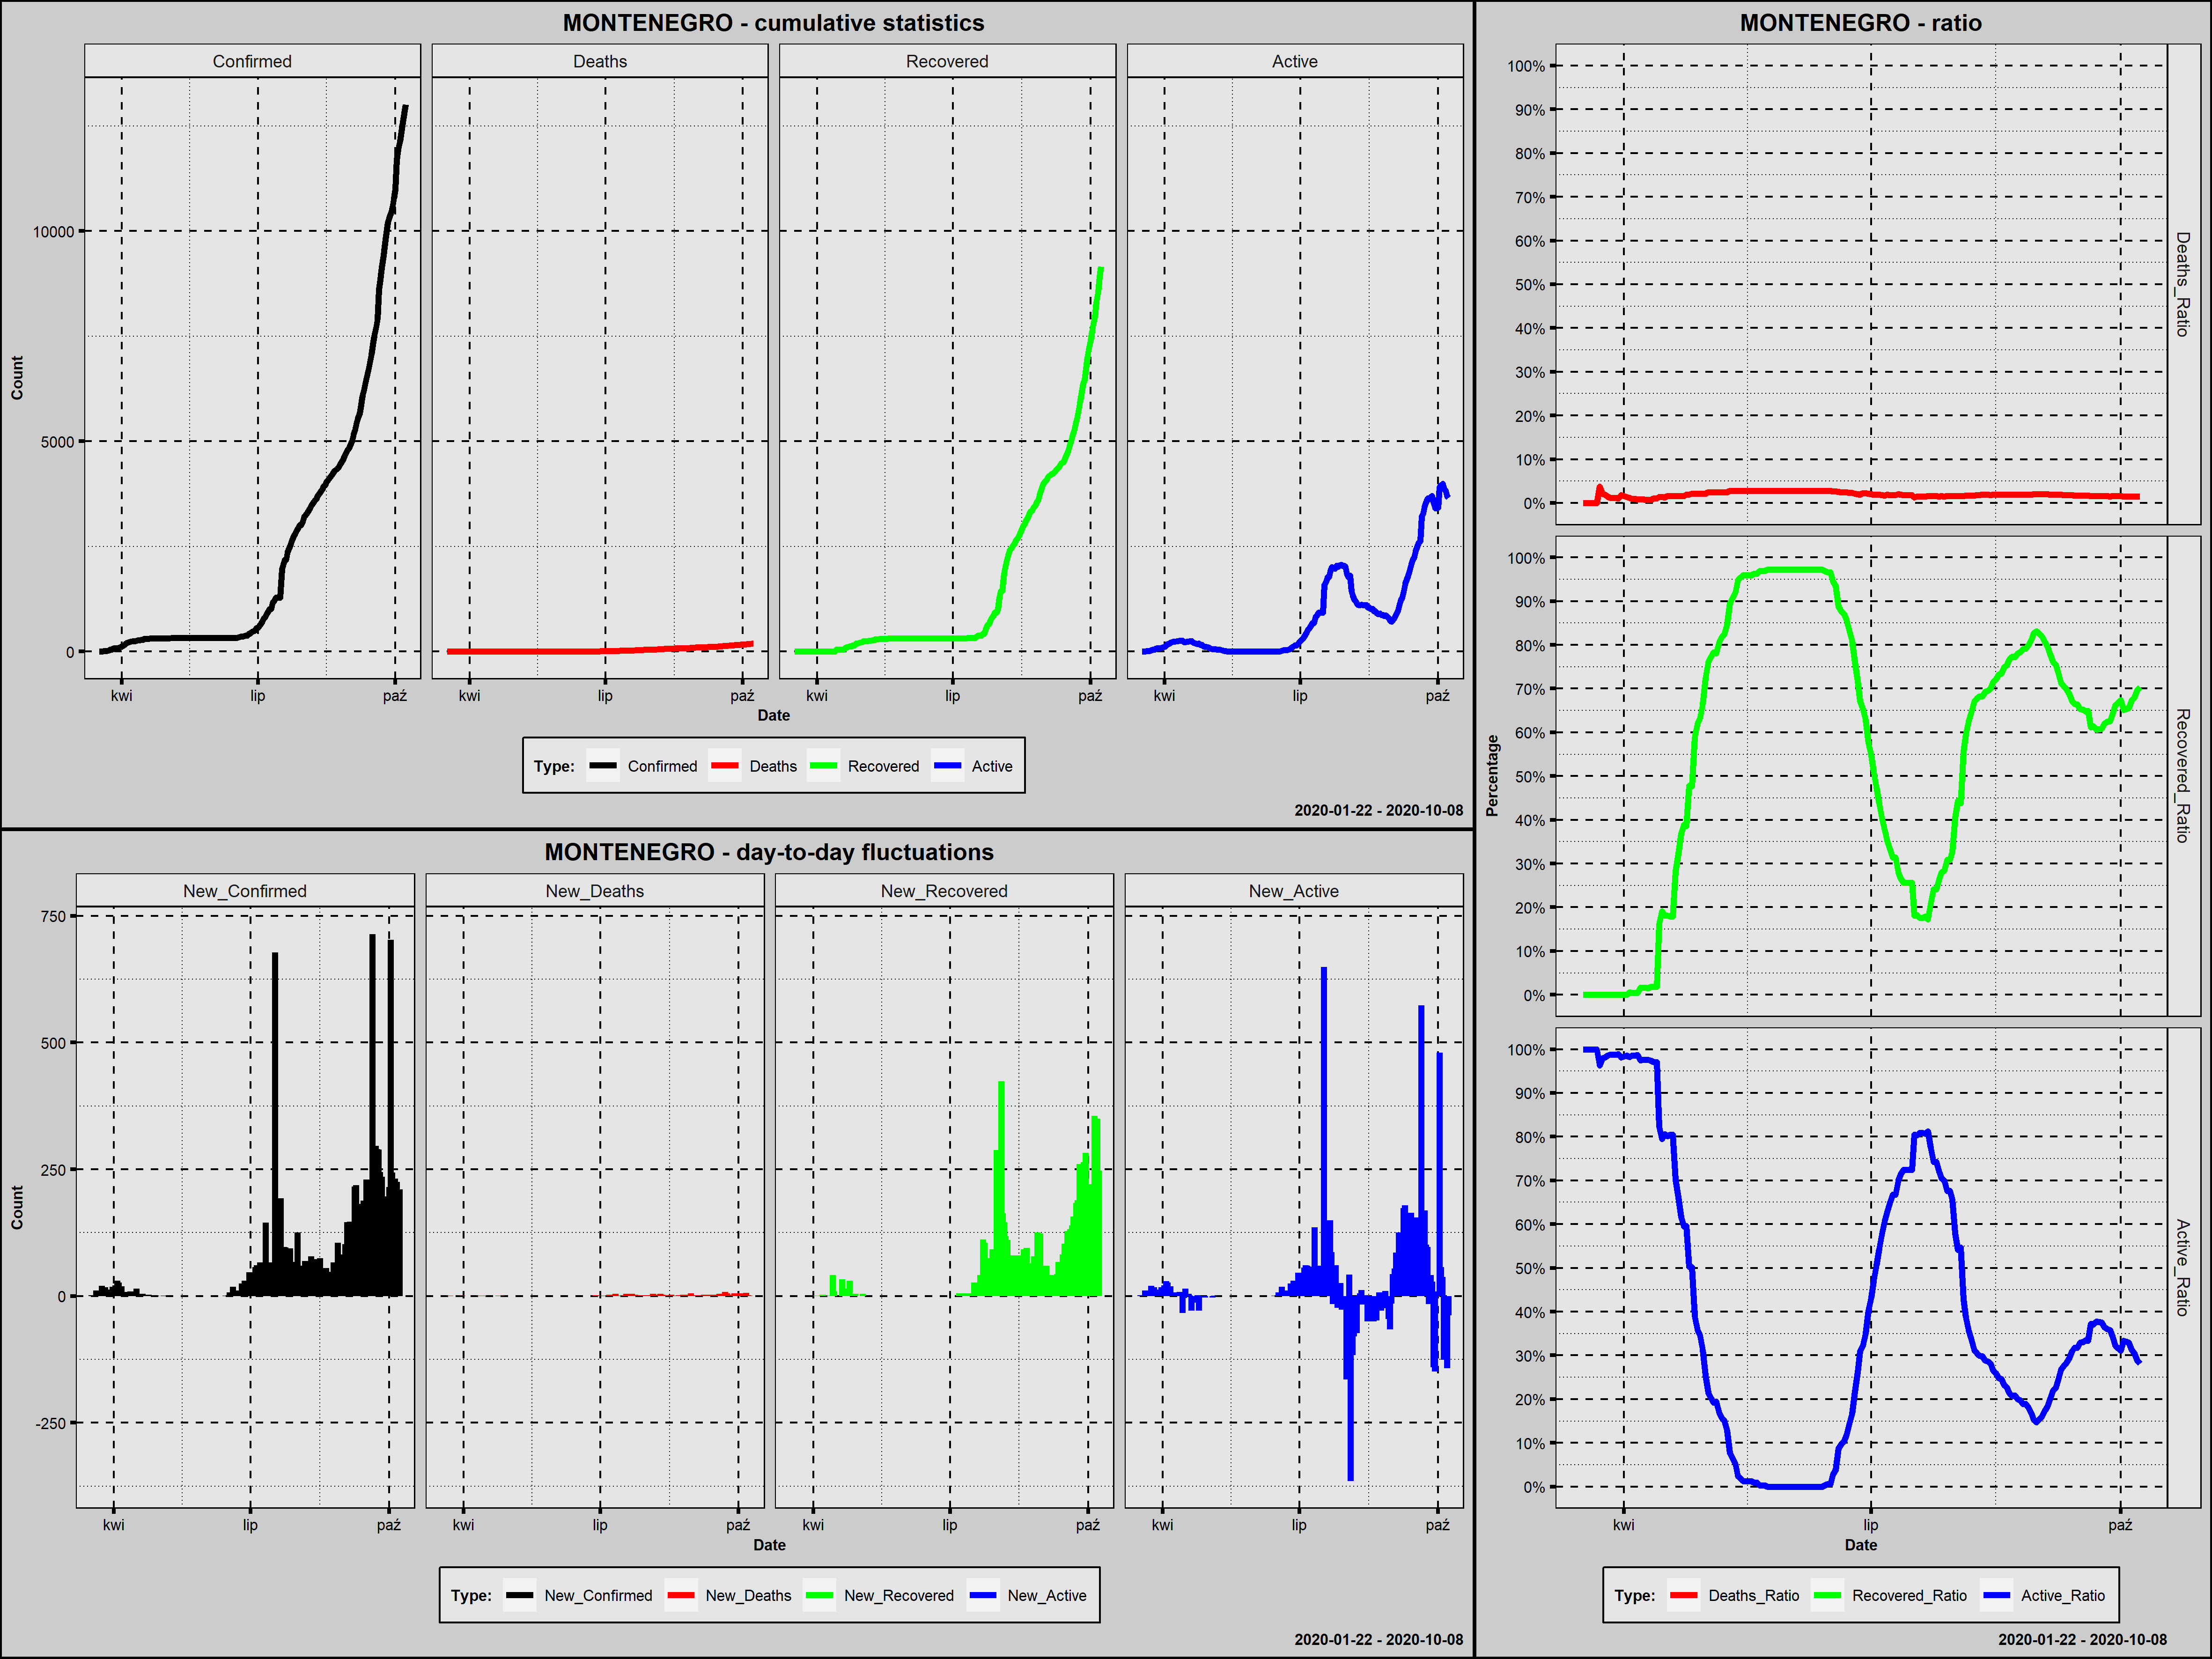 MONTENEGRO - cumulative statistics
Confirmed Deaths Recovered Active
10000
5000
0
Count
kwi lip paź kwi lip paź kwi lip paź kwi lip paź
Date
Type: Confirmed Deaths Recovered Active
2020-01-22 - 2020-10-08
MONTENEGRO - day-to-day fluctuations
New_Confirmed New_Deaths New_Recovered New_Active
750
500
250
0
-250
Count
kwi lip paź kwi lip paź kwi lip paź kwi lip paź
Date
Type: New_Confirmed New_Deaths New_Recovered New_Active
2020-01-22 - 2020-10-08
MONTENEGRO - ratio
100%
90%
80%
70%
60%
50%
40%
30%
20%
10%
0%
Deaths_Ratio
100%
90%
80%
70%
60%
50%
40%
30%
20%
10%
0%
Recovered_Ratio
100%
90%
80%
70%
60%
50%
40%
30%
20%
10%
0%
Active_Ratio
Percentage
kwi lip paź
Date
Type: Deaths_Ratio Recovered_Ratio Active_Ratio
2020-01-22 - 2020-10-08